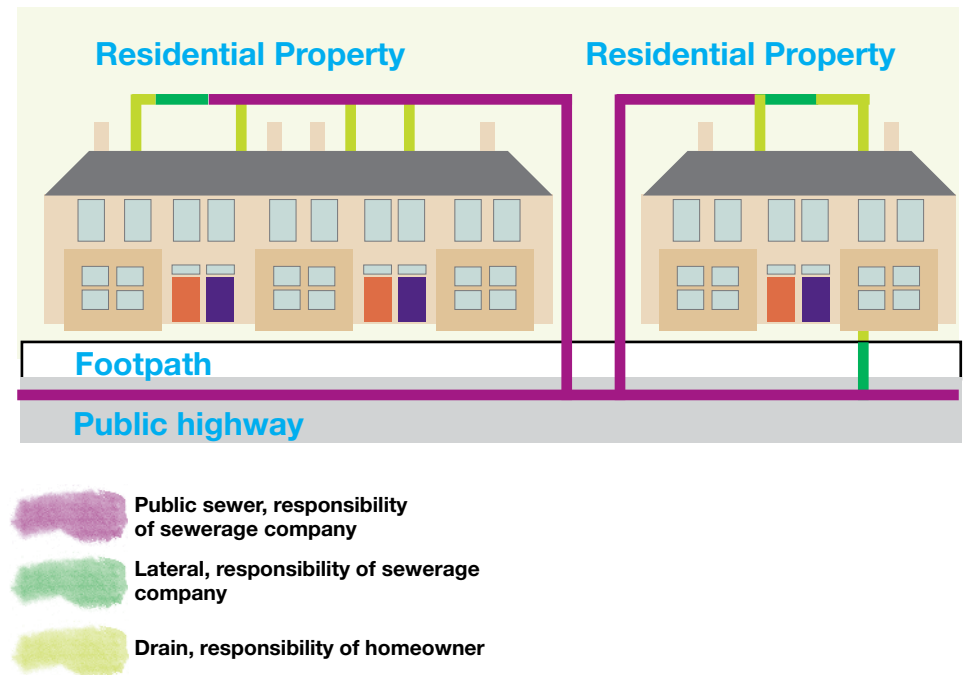 Residential Property
Residential Property
Footpath
Public highway
Public sewer, responsibility
of sewerage company
Lateral, responsibility of sewerage
company
Drain, responsibility of homeowner